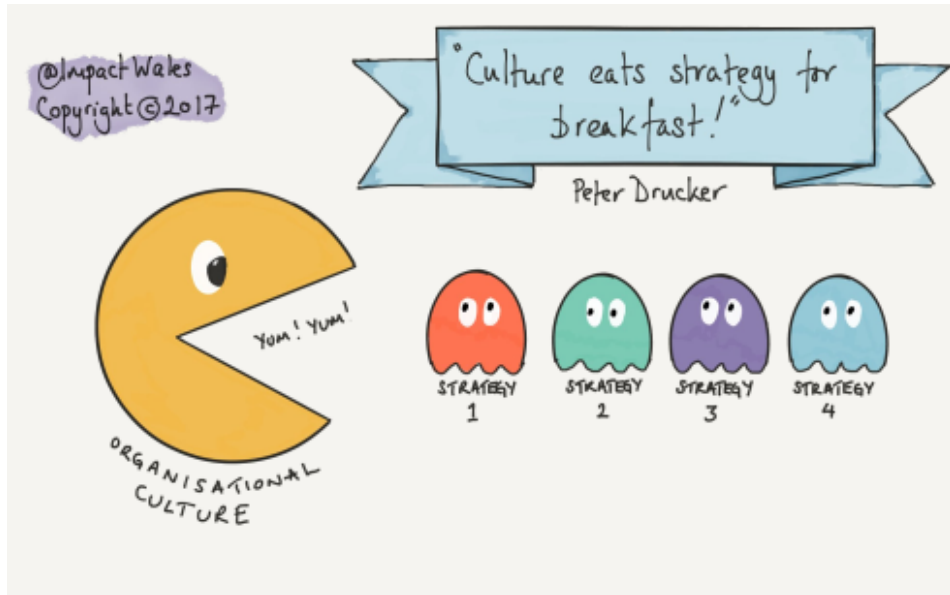 @ImpactWales
Copyright©2017
"Culture eats strategy for
breakfast!"
Peter Drucker
YUM! YUM!
ORGANISATIONAL
CULTURE
STRATEGY
1
STRATEGY
2
STRATEGY
3
STRATEGY
4